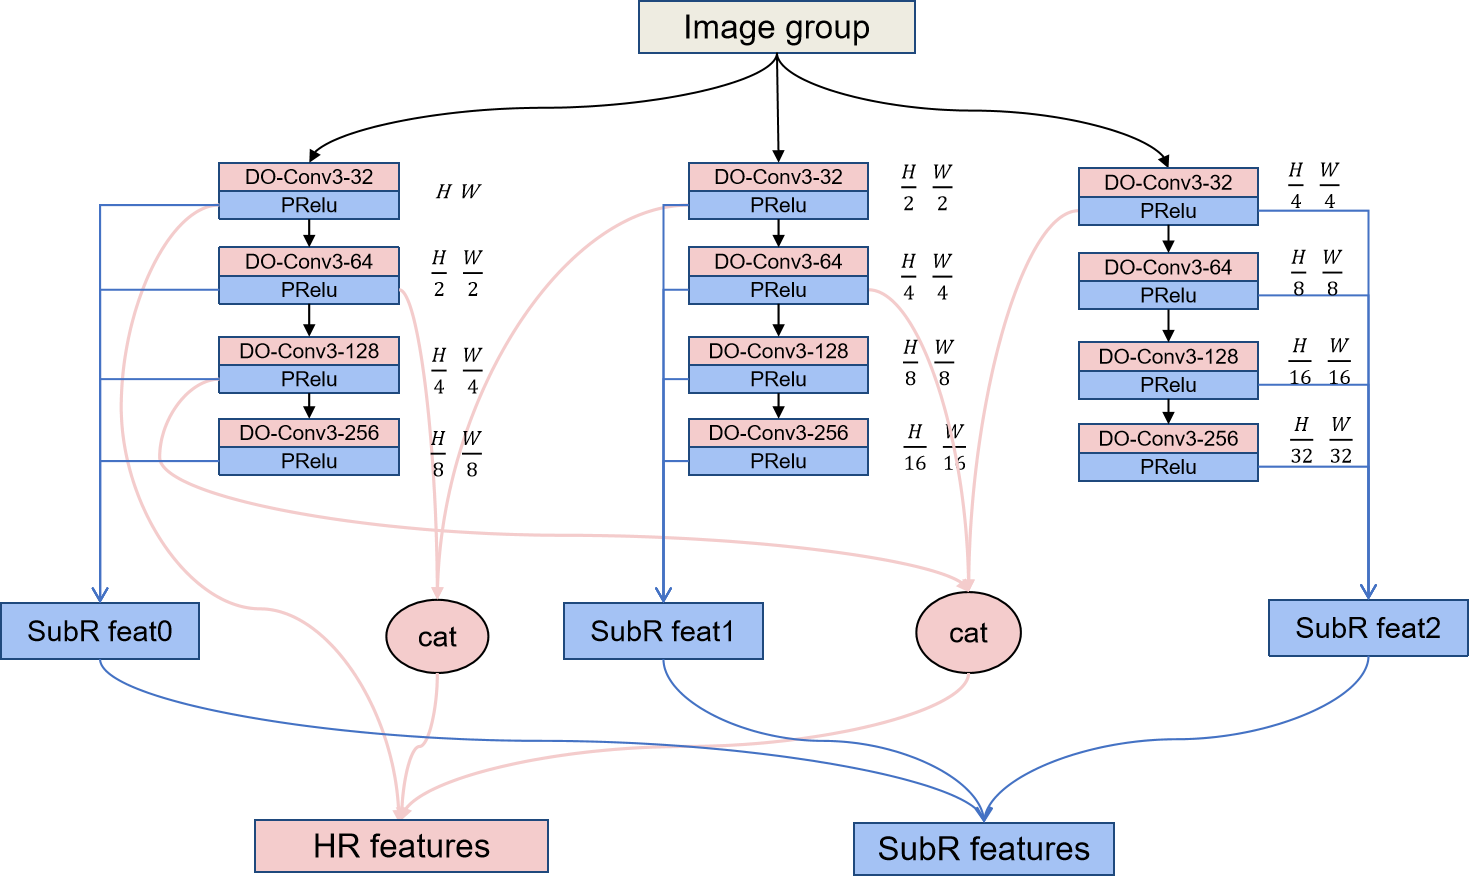 Image group
DO-Conv3-32
PRelu
H W
DO-Conv3-64
PRelu
H/2 W/2
DO-Conv3-128
PRelu
H/4 W/4
DO-Conv3-256
PRelu
H/8 W/8
DO-Conv3-32
PRelu
H/2 W/2
DO-Conv3-64
PRelu
H/4 W/4
DO-Conv3-128
PRelu
H/8 W/8
DO-Conv3-256
PRelu
H/16 W/16
DO-Conv3-32
PRelu
H/4 W/4
DO-Conv3-64
PRelu
H/8 W/8
DO-Conv3-128
PRelu
H/16 W/16
DO-Conv3-256
PRelu
H/32 W/32
SubR feat0
cat
SubR feat1
cat
SubR feat2
HR features
SubR features